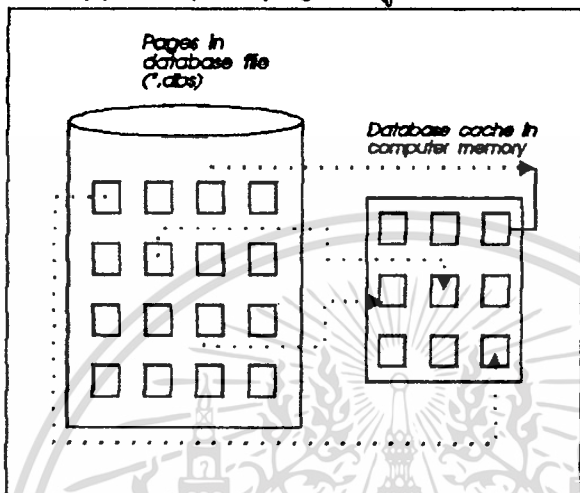 Pages in
database file
(*.dbs)
Database cache in
computer memory